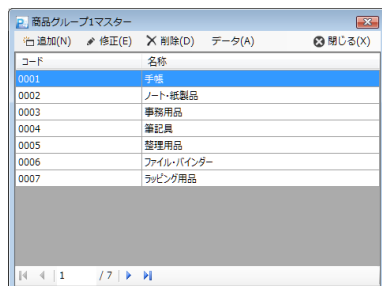 商品グループ1マスター
追加(N) 修正(E) 削除(D) データ(A) 閉じる(X)
コード 名称
0001 手帳
0002 ノート・紙製品
0003 事務用品
0004 筆記具
0005 整理用品
0006 ファイル・バインダー
0007 ラッピング用品
1 / 7